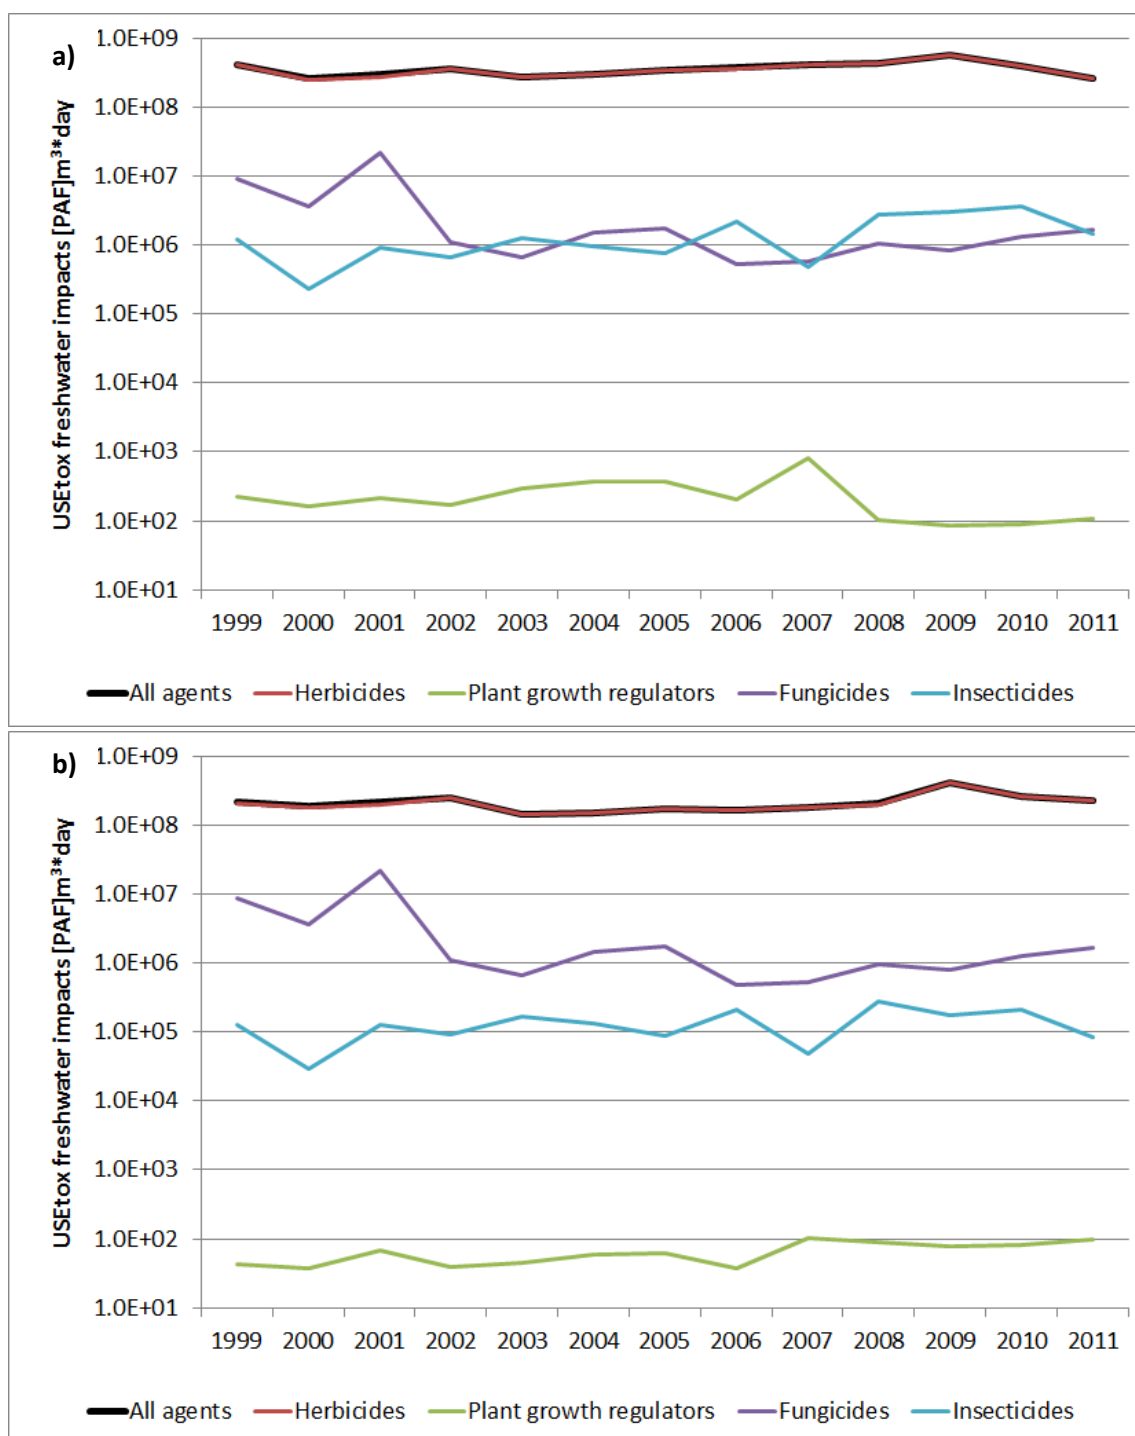 a)
USEtox freshwater impacts [PAF]m³*day
1.0E+09
1.0E+08
1.0E+07
1.0E+06
1.0E+05
1.0E+04
1.0E+03
1.0E+02
1.0E+01
1999 2000 2001 2002 2003 2004 2005 2006 2007 2008 2009 2010 2011
All agents Herbicides Plant growth regulators Fungicides Insecticides
b)
USEtox freshwater impacts [PAF]m³*day
1.0E+09
1.0E+08
1.0E+07
1.0E+06
1.0E+05
1.0E+04
1.0E+03
1.0E+02
1.0E+01
1999 2000 2001 2002 2003 2004 2005 2006 2007 2008 2009 2010 2011
All agents Herbicides Plant growth regulators Fungicides Insecticides